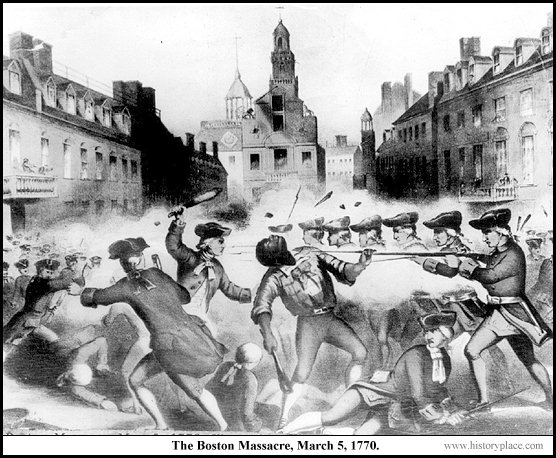 The Boston Massacre, March 5, 1770.
www.historyplace.com